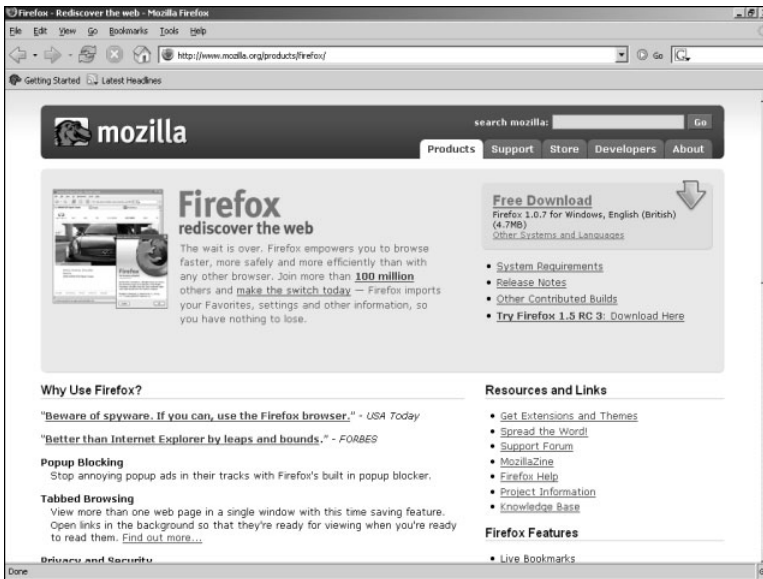 Firefox - Rediscover the web - Mozilla Firefox
File Edit View Go Bookmarks Tools Help
http://www.mozilla.org/products/firefox/
Go
Getting Started Latest Headlines
mozilla
search mozilla: Go
Products Support Store Developers About
Firefox
rediscover the web
The wait is over. Firefox empowers you to browse
faster, more safely and more efficiently than with
any other browser. Join more than 100 million
others and make the switch today — Firefox imports
your Favorites, settings and other information, so
you have nothing to lose.
Free Download
Firefox 1.0.7 for Windows, English (British)
(4.7MB)
Other Systems and Languages
• System Requirements
• Release Notes
• Other Contributed Builds
• Try Firefox 1.5 RC 3: Download Here
Why Use Firefox?
"Beware of spyware. If you can, use the Firefox browser." - USA Today
"Better than Internet Explorer by leaps and bounds." - FORBES
Popup Blocking
Stop annoying popup ads in their tracks with Firefox's built in popup blocker.
Tabbed Browsing
View more than one web page in a single window with this time saving feature.
Open links in the background so that they're ready for viewing when you're ready
to read them. Find out more...
Privacy and Security
Resources and Links
• Get Extensions and Themes
• Spread the Word!
• Support Forum
• MozillaZine
• Firefox Help
• Project Information
• Knowledge Base
Firefox Features
• Live Bookmarks
Done